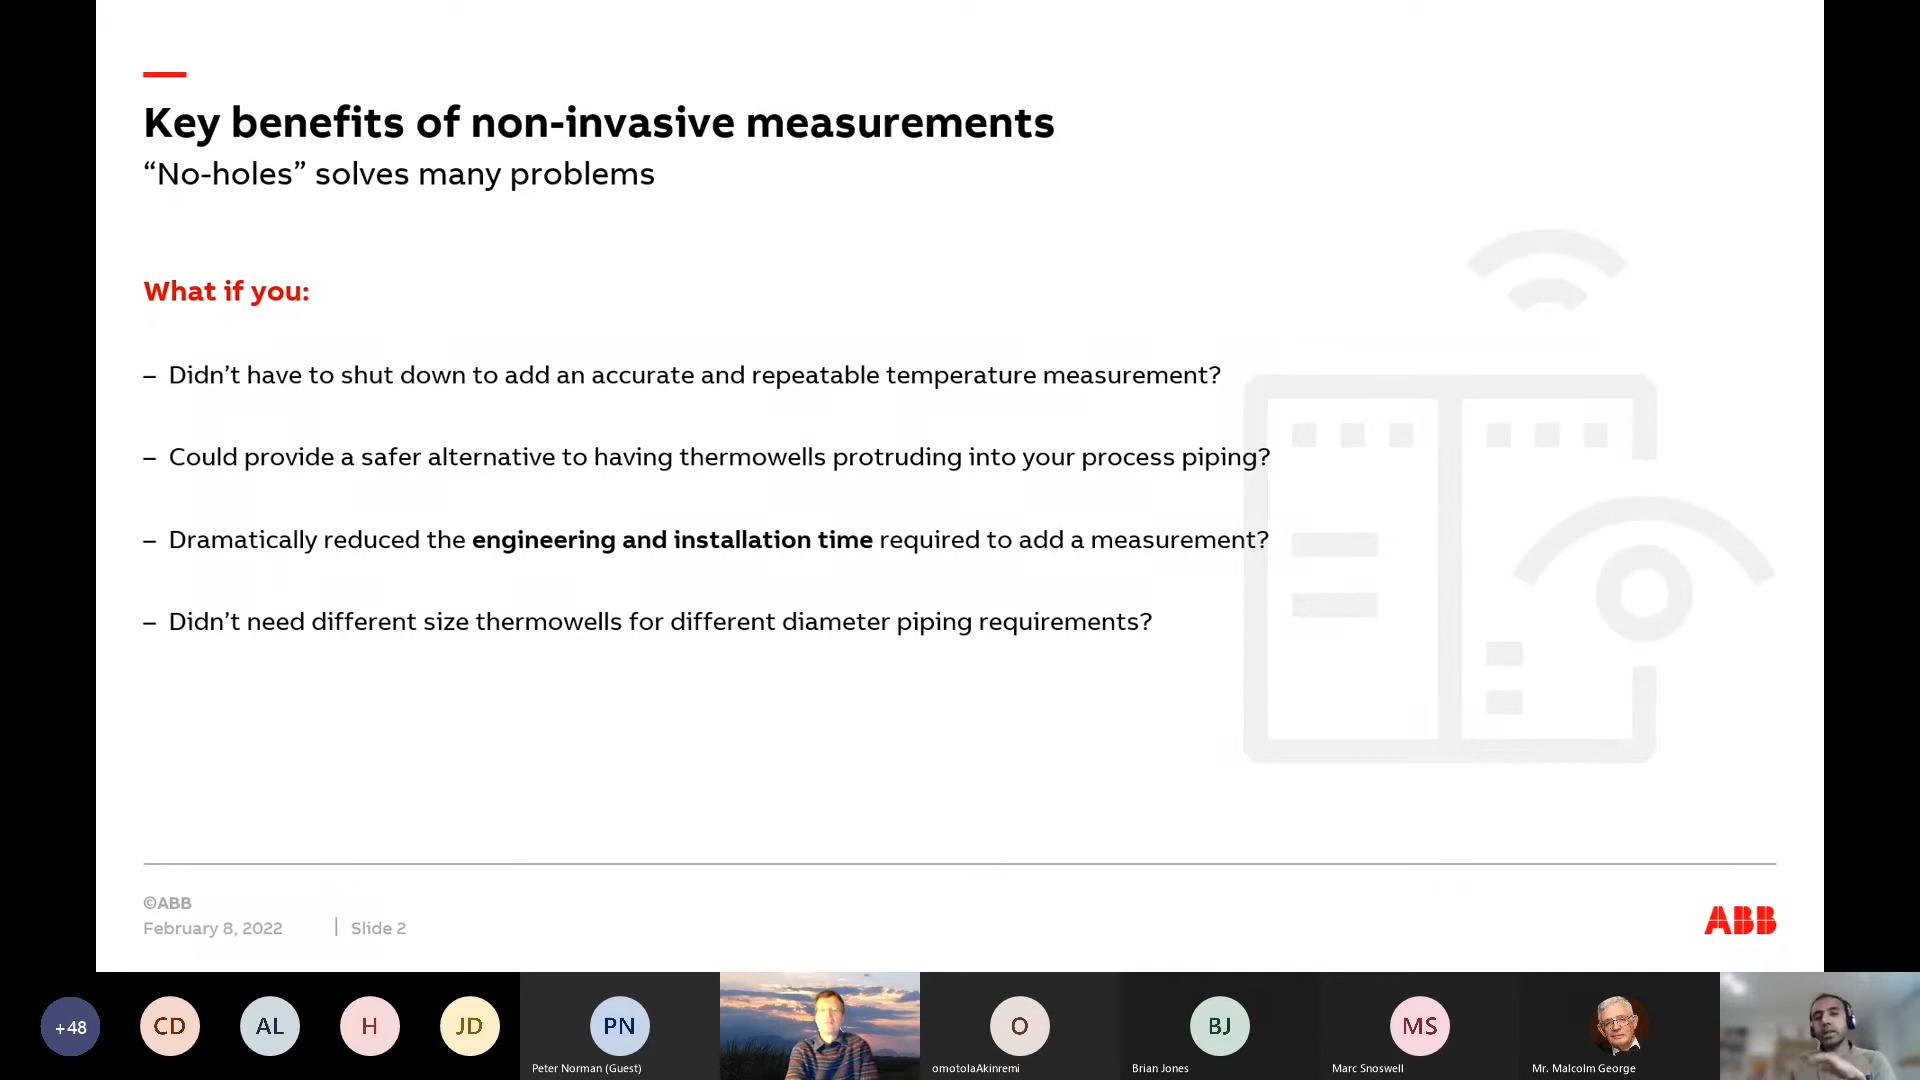 Key benefits of non-invasive measurements
“No-holes” solves many problems
What if you:
– Didn’t have to shut down to add an accurate and repeatable temperature measurement?
– Could provide a safer alternative to having thermowells protruding into your process piping?
– Dramatically reduced the engineering and installation time required to add a measurement?
– Didn’t need different size thermowells for different diameter piping requirements?
©ABB
February 8, 2022 | Slide 2
ABB
+48
CD
AL
H
JD
PN
Peter Norman (Guest)
O
omotolaAkinremi
BJ
Brian Jones
MS
Marc Snoswell
Mr. Malcolm George